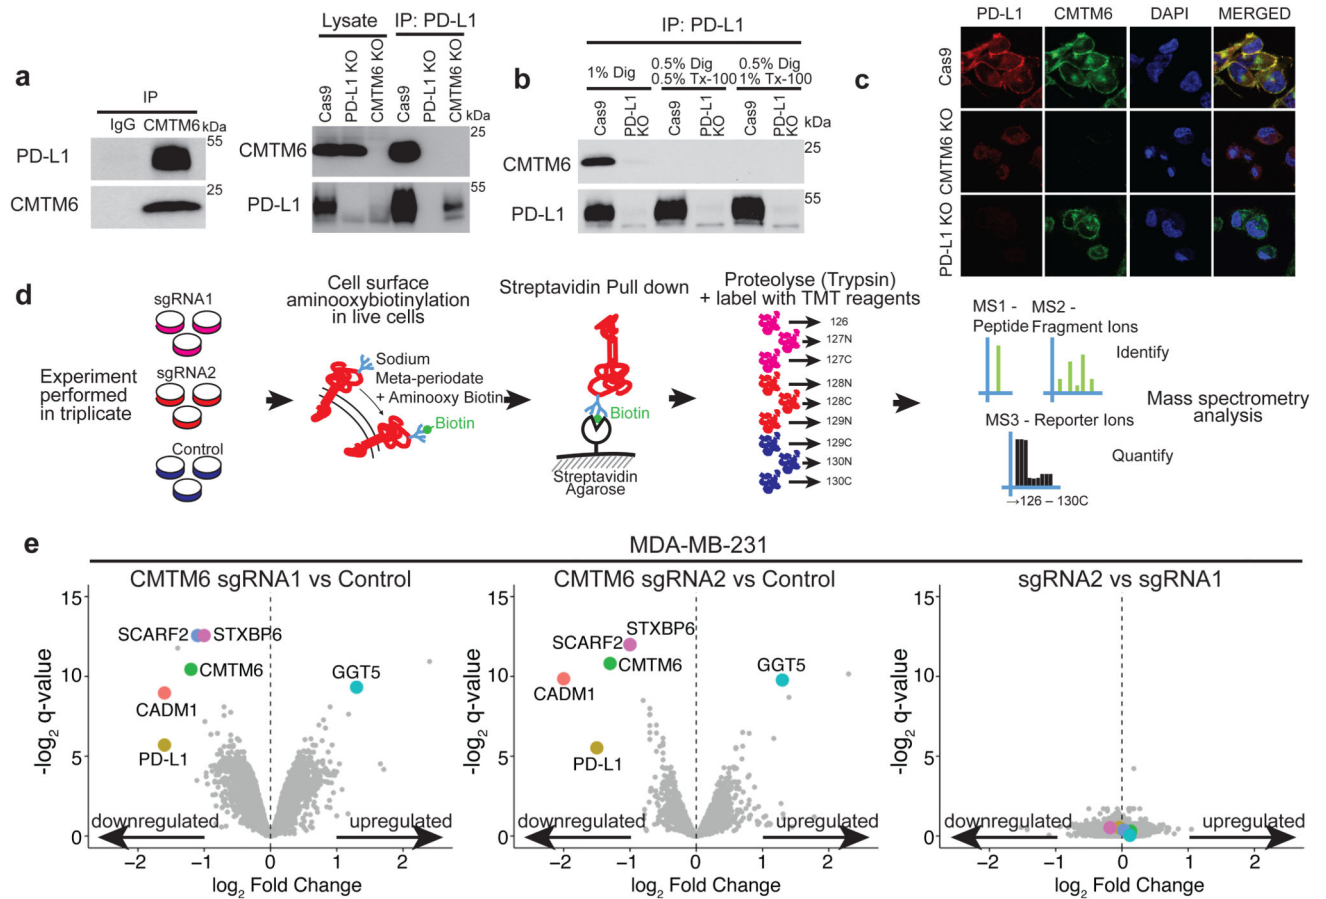 a
IP
IgG CMTM6 kDa
PD-L1
55
CMTM6
25
Lysate IP: PD-L1
Cas9
PD-L1 KO
CMTM6 KO
Cas9
PD-L1 KO
CMTM6 KO
kDa
CMTM6
25
PD-L1
55
b
IP: PD-L1
1% Dig
0.5% Dig
0.5% Tx-100
0.5% Dig
1% Tx-100
Cas9
PD-L1
KO
Cas9
PD-L1
KO
Cas9
PD-L1
KO
kDa
CMTM6
25
PD-L1
55
c
PD-L1 CMTM6 DAPI MERGED
Cas9
CMTM6 KO
PD-L1 KO
d
Experiment
performed
in triplicate
sgRNA1
sgRNA2
Control
Cell surface
aminooxybiotinylation
in live cells
Sodium
Meta-periodate
+ Aminooxy Biotin
Biotin
Streptavidin Pull down
Biotin
Streptavidin
Agarose
Proteolyse (Trypsin)
+ label with TMT reagents
126
127N
127C
128N
128C
129N
129C
130N
130C
MS1 -
Peptide
MS2 -
Fragment Ions
Identify
MS3 - Reporter Ions
Quantify
→126 – 130C
Mass spectrometry
analysis
e
MDA-MB-231
CMTM6 sgRNA1 vs Control
15
10
5
0
-log2 q-value
SCARF2
STXBP6
CMTM6
GGT5
CADM1
PD-L1
downregulated
upregulated
−2 −1 0 1 2
log2 Fold Change
CMTM6 sgRNA2 vs Control
15
10
5
0
-log2 q-value
STXBP6
SCARF2
CMTM6
GGT5
CADM1
PD-L1
downregulated
upregulated
−2 −1 0 1 2
log2 Fold Change
sgRNA2 vs sgRNA1
15
10
5
0
-log2 q-value
downregulated
upregulated
−2 −1 0 1 2
log2 Fold Change